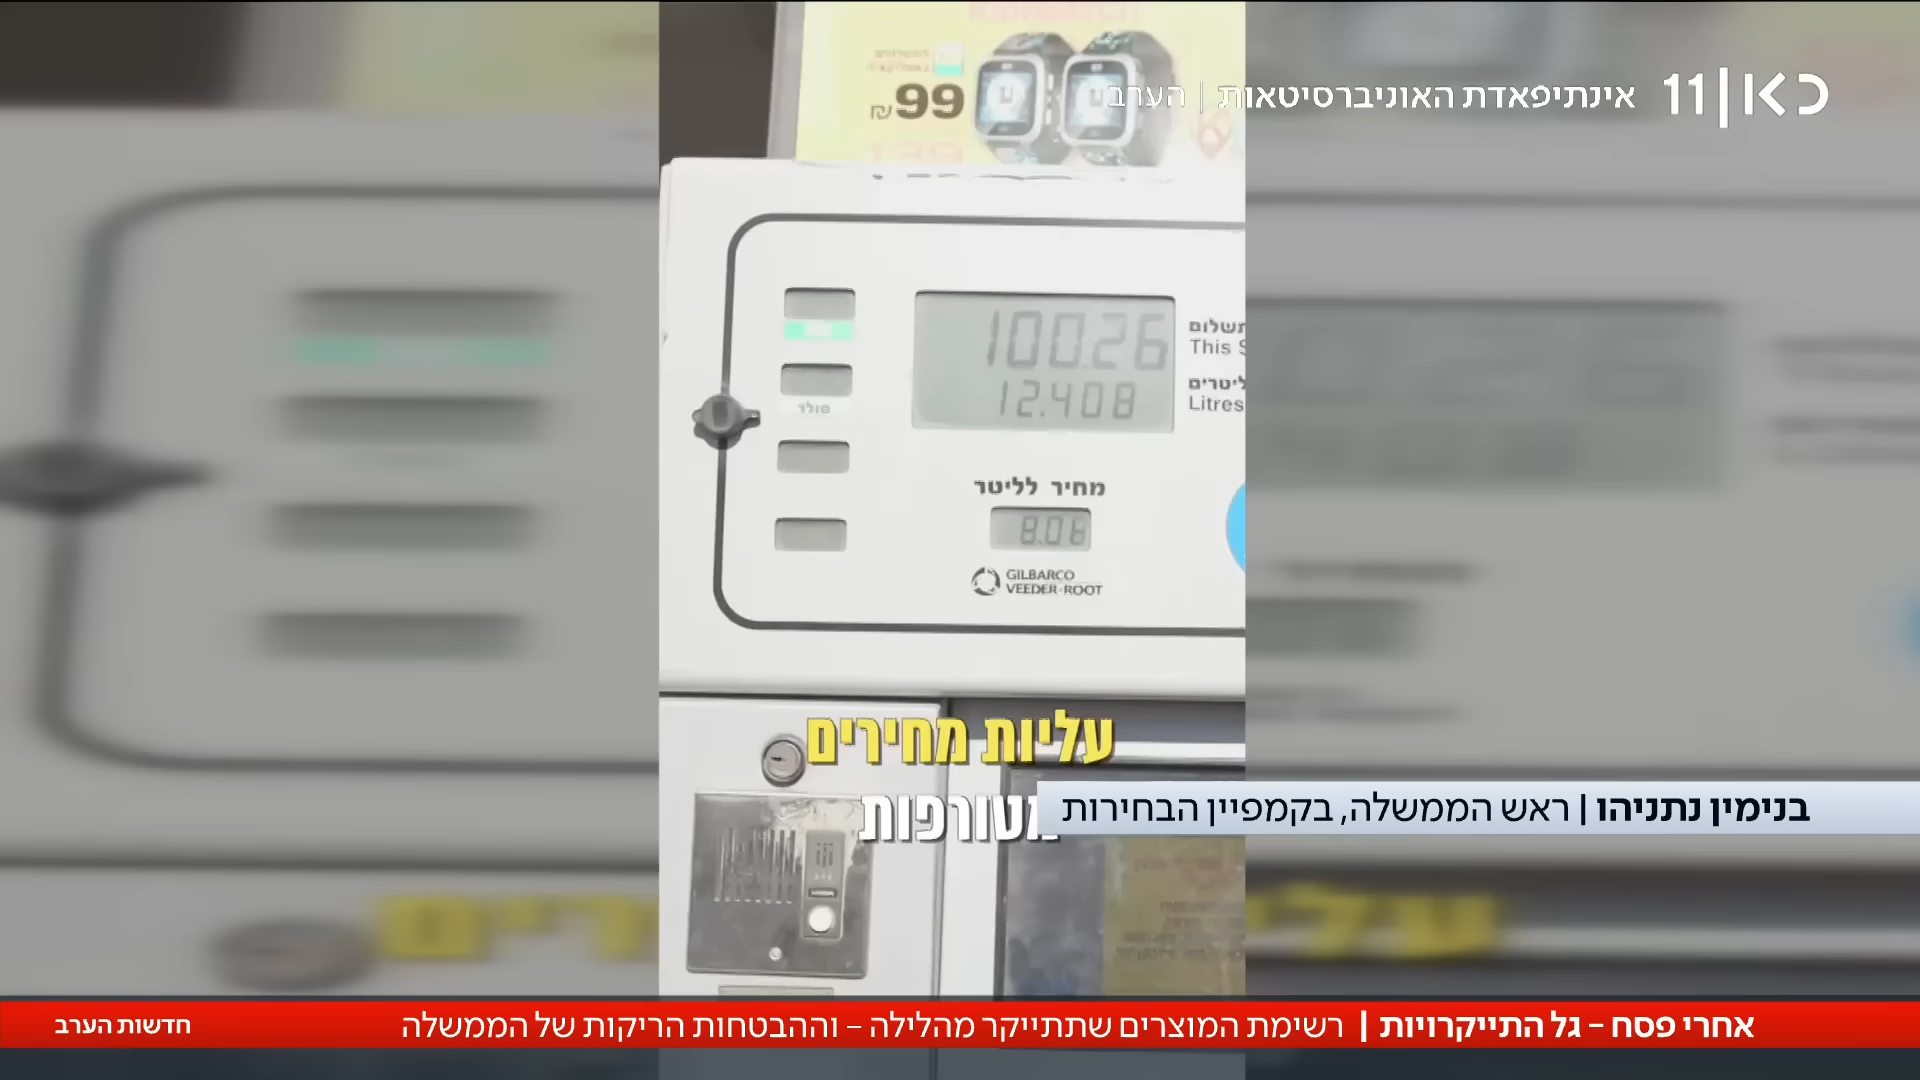 כאן|11 אינתיפאדת האוניברסיטאות | הערב
99 ₪
100.26
תשלום
This S
12.408
ליטרים
Litres
סולר
מחיר לליטר
8.08
GILBARCO
VEEDER-ROOT
עליות מחירים
מטורפות
בנימין נתניהו | ראש הממשלה, בקמפיין הבחירות
אחרי פסח – גל התייקרויות | רשימת המוצרים שתתייקר מהלילה – וההבטחות הריקות של הממשלה
חדשות הערב